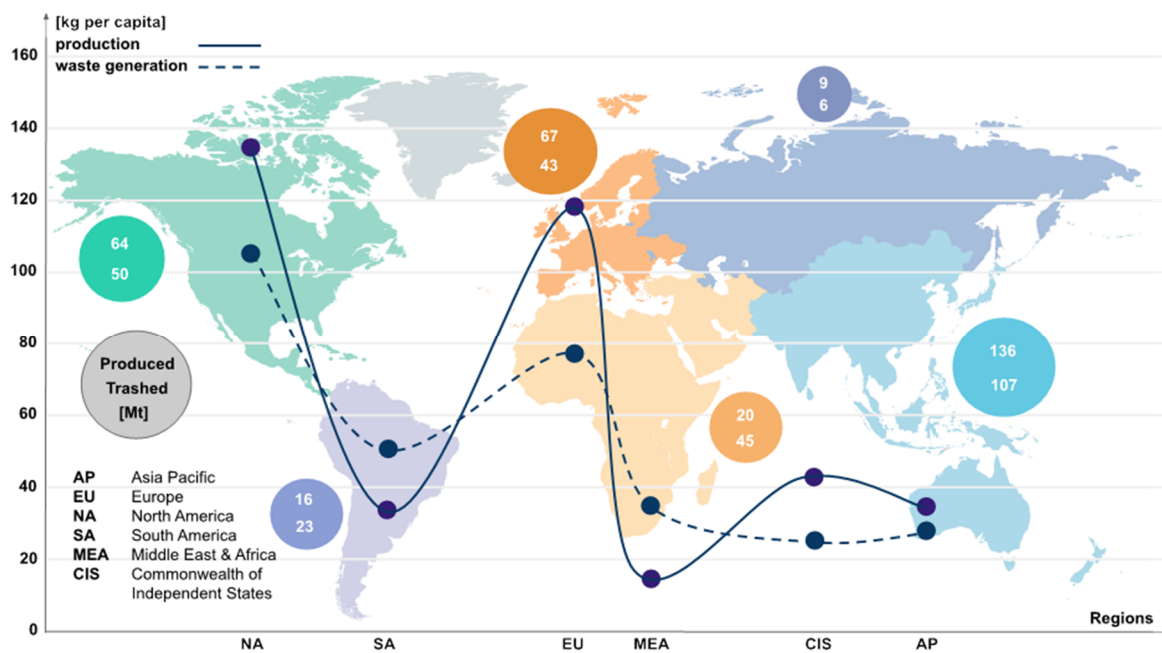 [kg per capita]
production
waste generation
160
140
120
100
80
60
40
20
0
67
43
9
6
64
50
Produced
Trashed
[Mt]
136
107
20
45
16
23
AP Asia Pacific
EU Europe
NA North America
SA South America
MEA Middle East & Africa
CIS Commonwealth of
Independent States
Regions
NA SA EU MEA CIS AP